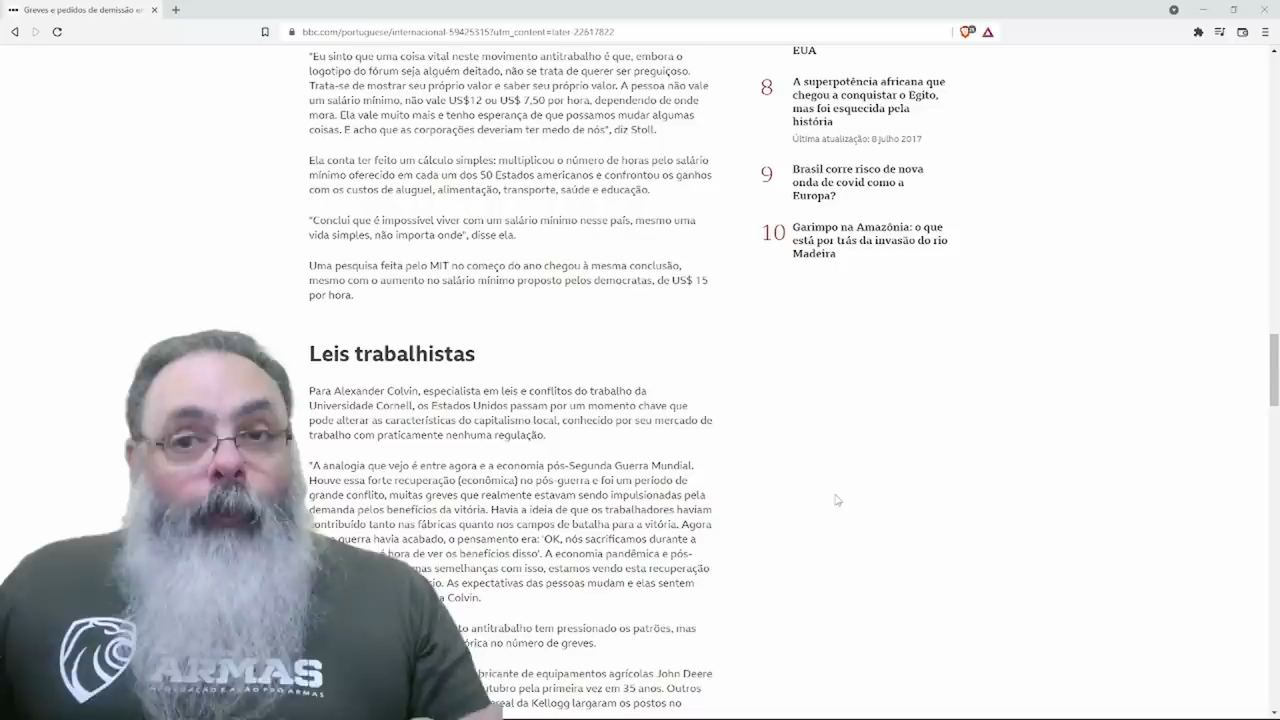 Greves e pedidos de demissão em
bbc.com/portuguese/internacional-59425315?utm_content=later-22617822
"Eu sinto que uma coisa vital neste movimento antitrabalho é que, embora o
logotipo do fórum seja alguém deitado, não se trata de querer ser preguiçoso.
Trata-se de mostrar seu próprio valor e saber seu próprio valor. A pessoa não vale
um salário mínimo, não vale US$12 ou US$ 7,50 por hora, dependendo de onde
mora. Ela vale muito mais e tenho esperança de que possamos mudar algumas
coisas. E acho que as corporações deveriam ter medo de nós", diz Stoll.
Ela conta ter feito um cálculo simples: multiplicou o número de horas pelo salário
mínimo oferecido em cada um dos 50 Estados americanos e confrontou os ganhos
com os custos de aluguel, alimentação, transporte, saúde e educação.
"Conclui que é impossível viver com um salário mínimo nesse país, mesmo uma
vida simples, não importa onde", disse ela.
Uma pesquisa feita pelo MIT no começo do ano chegou à mesma conclusão,
mesmo com o aumento no salário mínimo proposto pelos democratas, de US$ 15
por hora.
Leis trabalhistas
Para Alexander Colvin, especialista em leis e conflitos do trabalho da
Universidade Cornell, os Estados Unidos passam por um momento chave que
pode alterar as características do capitalismo local, conhecido por seu mercado de
trabalho com praticamente nenhuma regulação.
"A analogia que vejo é entre agora e a economia pós-Segunda Guerra Mundial.
Houve essa forte recuperação (econômica) no pós-guerra e foi um período de
grande conflito, muitas greves que realmente estavam sendo impulsionadas pela
demanda pelos benefícios da vitória. Havia a ideia de que os trabalhadores haviam
contribuído tanto nas fábricas quanto nos campos de batalha para a vitória. Agora
guerra havia acabado, o pensamento era: 'OK, nós sacrificamos durante a
é hora de ver os benefícios disso'. A economia pandêmica e pós-
semelhanças com isso, estamos vendo esta recuperação
As expectativas das pessoas mudam e elas sentem
Colvin.
antitrabalho tem pressionado os patrões, mas
no número de greves.
fabricante de equipamentos agrícolas John Deere
outubro pela primeira vez em 35 anos. Outros
da Kellogg largaram os postos no
EUA
8
A superpotência africana que
chegou a conquistar o Egito,
mas foi esquecida pela
história
Última atualização: 8 julho 2017
9
Brasil corre risco de nova
onda de covid como a
Europa?
10
Garimpo na Amazônia: o que
está por trás da invasão do rio
Madeira
ARMAS